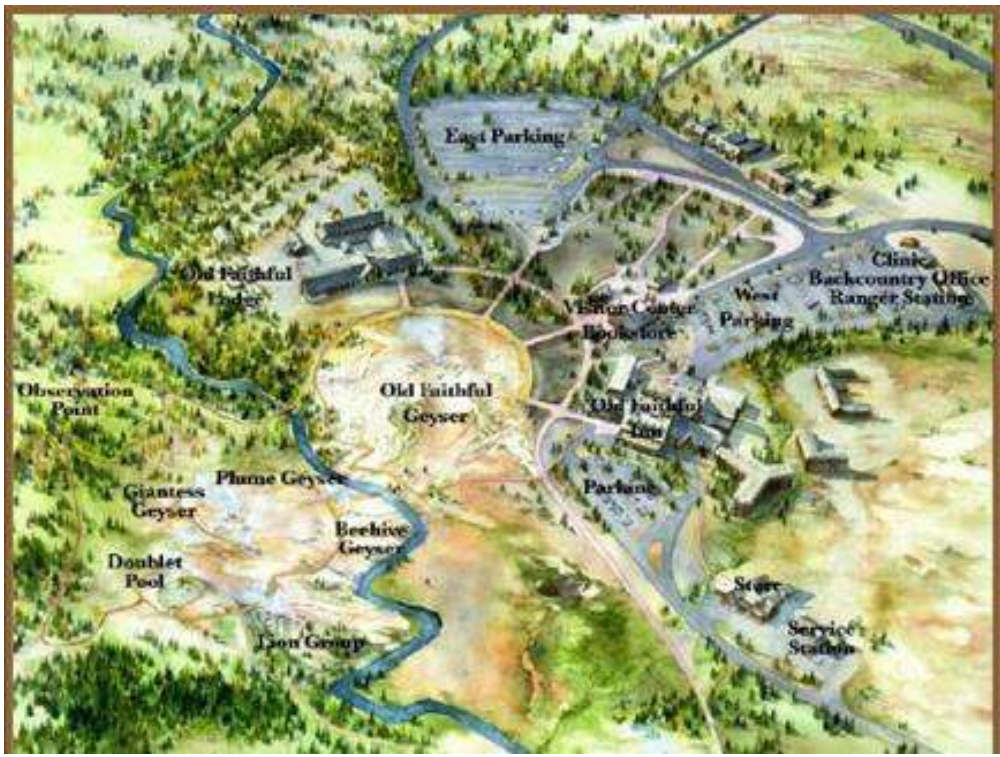 East Parking
Clinic
Backcountry Office
Ranger Station
Old Faithful
Lodge
Visitor Center
Bookstore
West
Parking
Observation
Point
Old Faithful
Geyser
Old Faithful
Inn
Plume Geyser
Giantess
Geyser
Parking
Beehive
Geyser
Doublet
Pool
Store
Lion Group
Service
Station